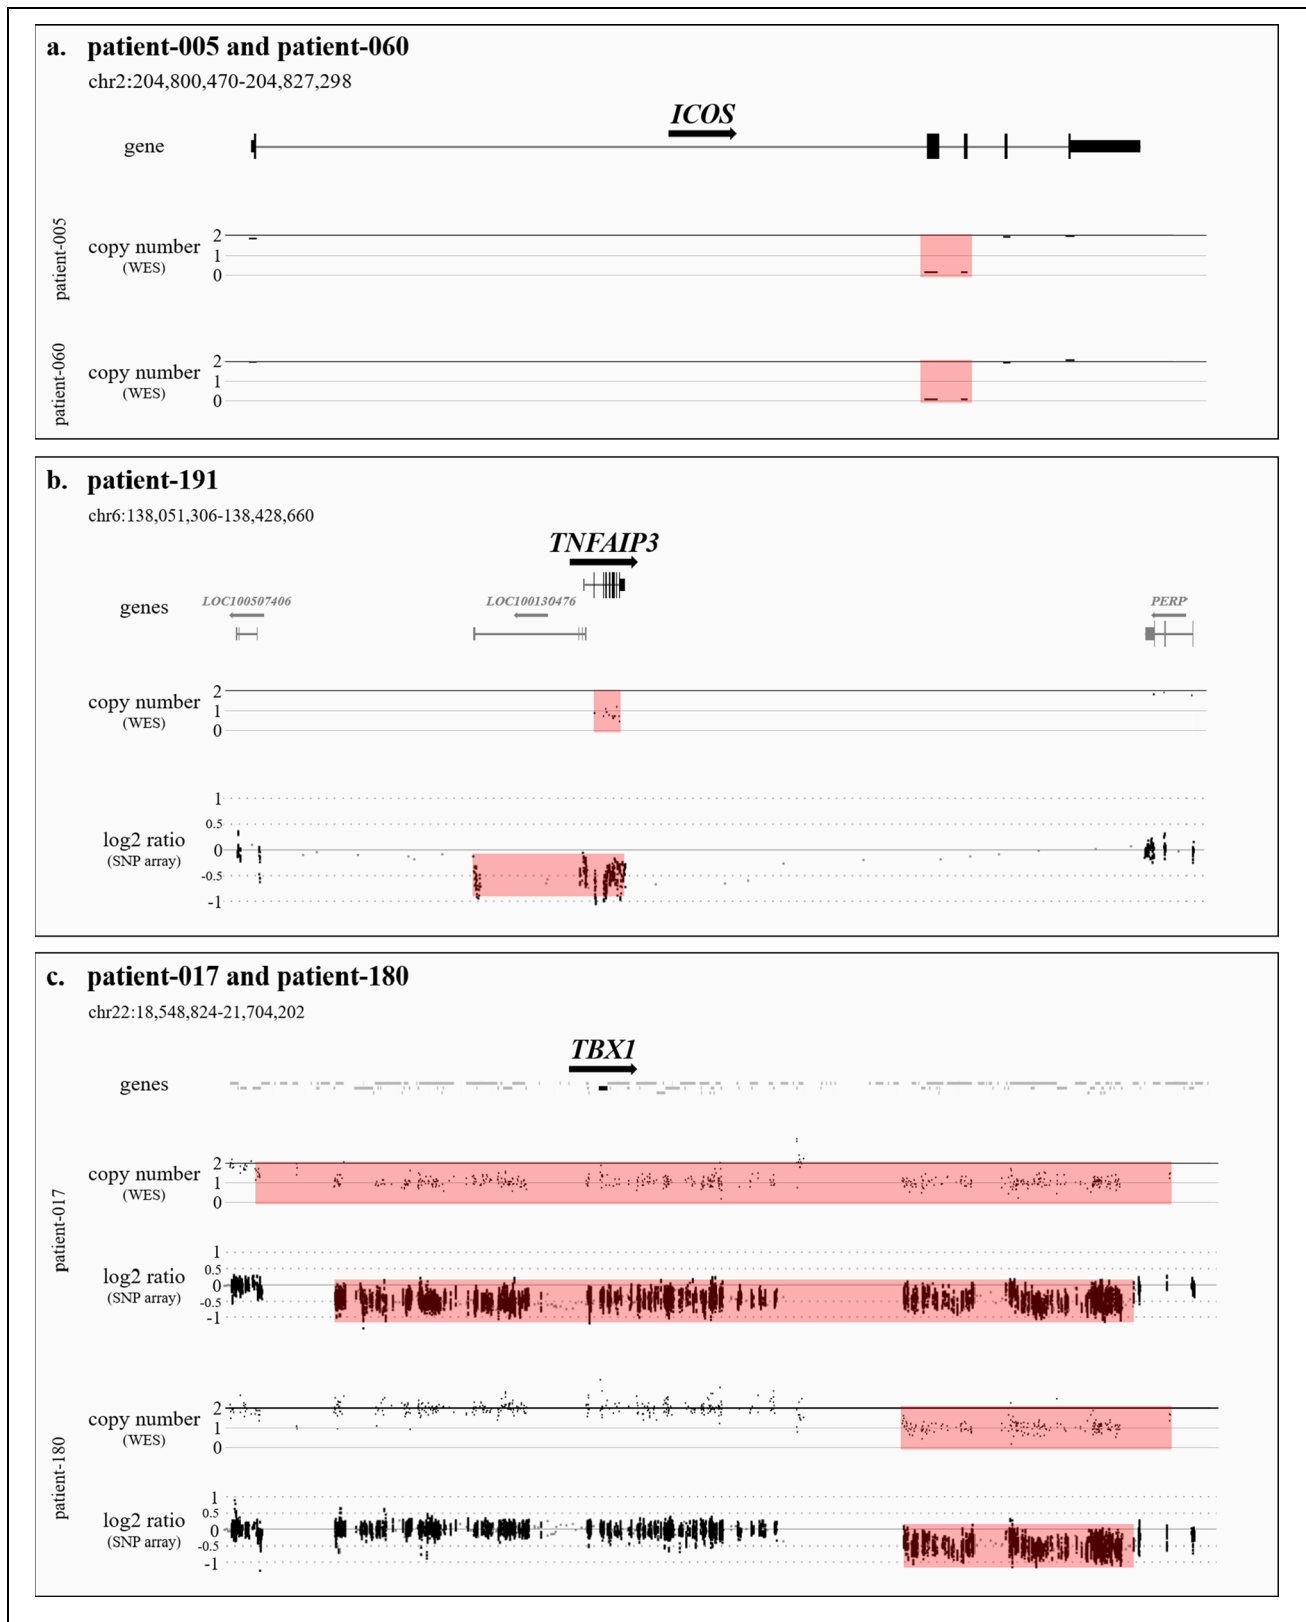 a. patient-005 and patient-060
chr2:204,800,470-204,827,298
ICOS
gene
patient-005
copy number
(WES)
2
1
0
patient-060
copy number
(WES)
2
1
0
b. patient-191
chr6:138,051,306-138,428,660
TNFAIP3
genes
LOC100507406
LOC100130476
PERP
copy number
(WES)
2
1
0
log2 ratio
(SNP array)
1
0.5
0
-0.5
-1
c. patient-017 and patient-180
chr22:18,548,824-21,704,202
TBX1
genes
patient-017
copy number
(WES)
2
1
0
log2 ratio
(SNP array)
1
0.5
0
-0.5
-1
patient-180
copy number
(WES)
2
1
0
log2 ratio
(SNP array)
1
0.5
0
-0.5
-1